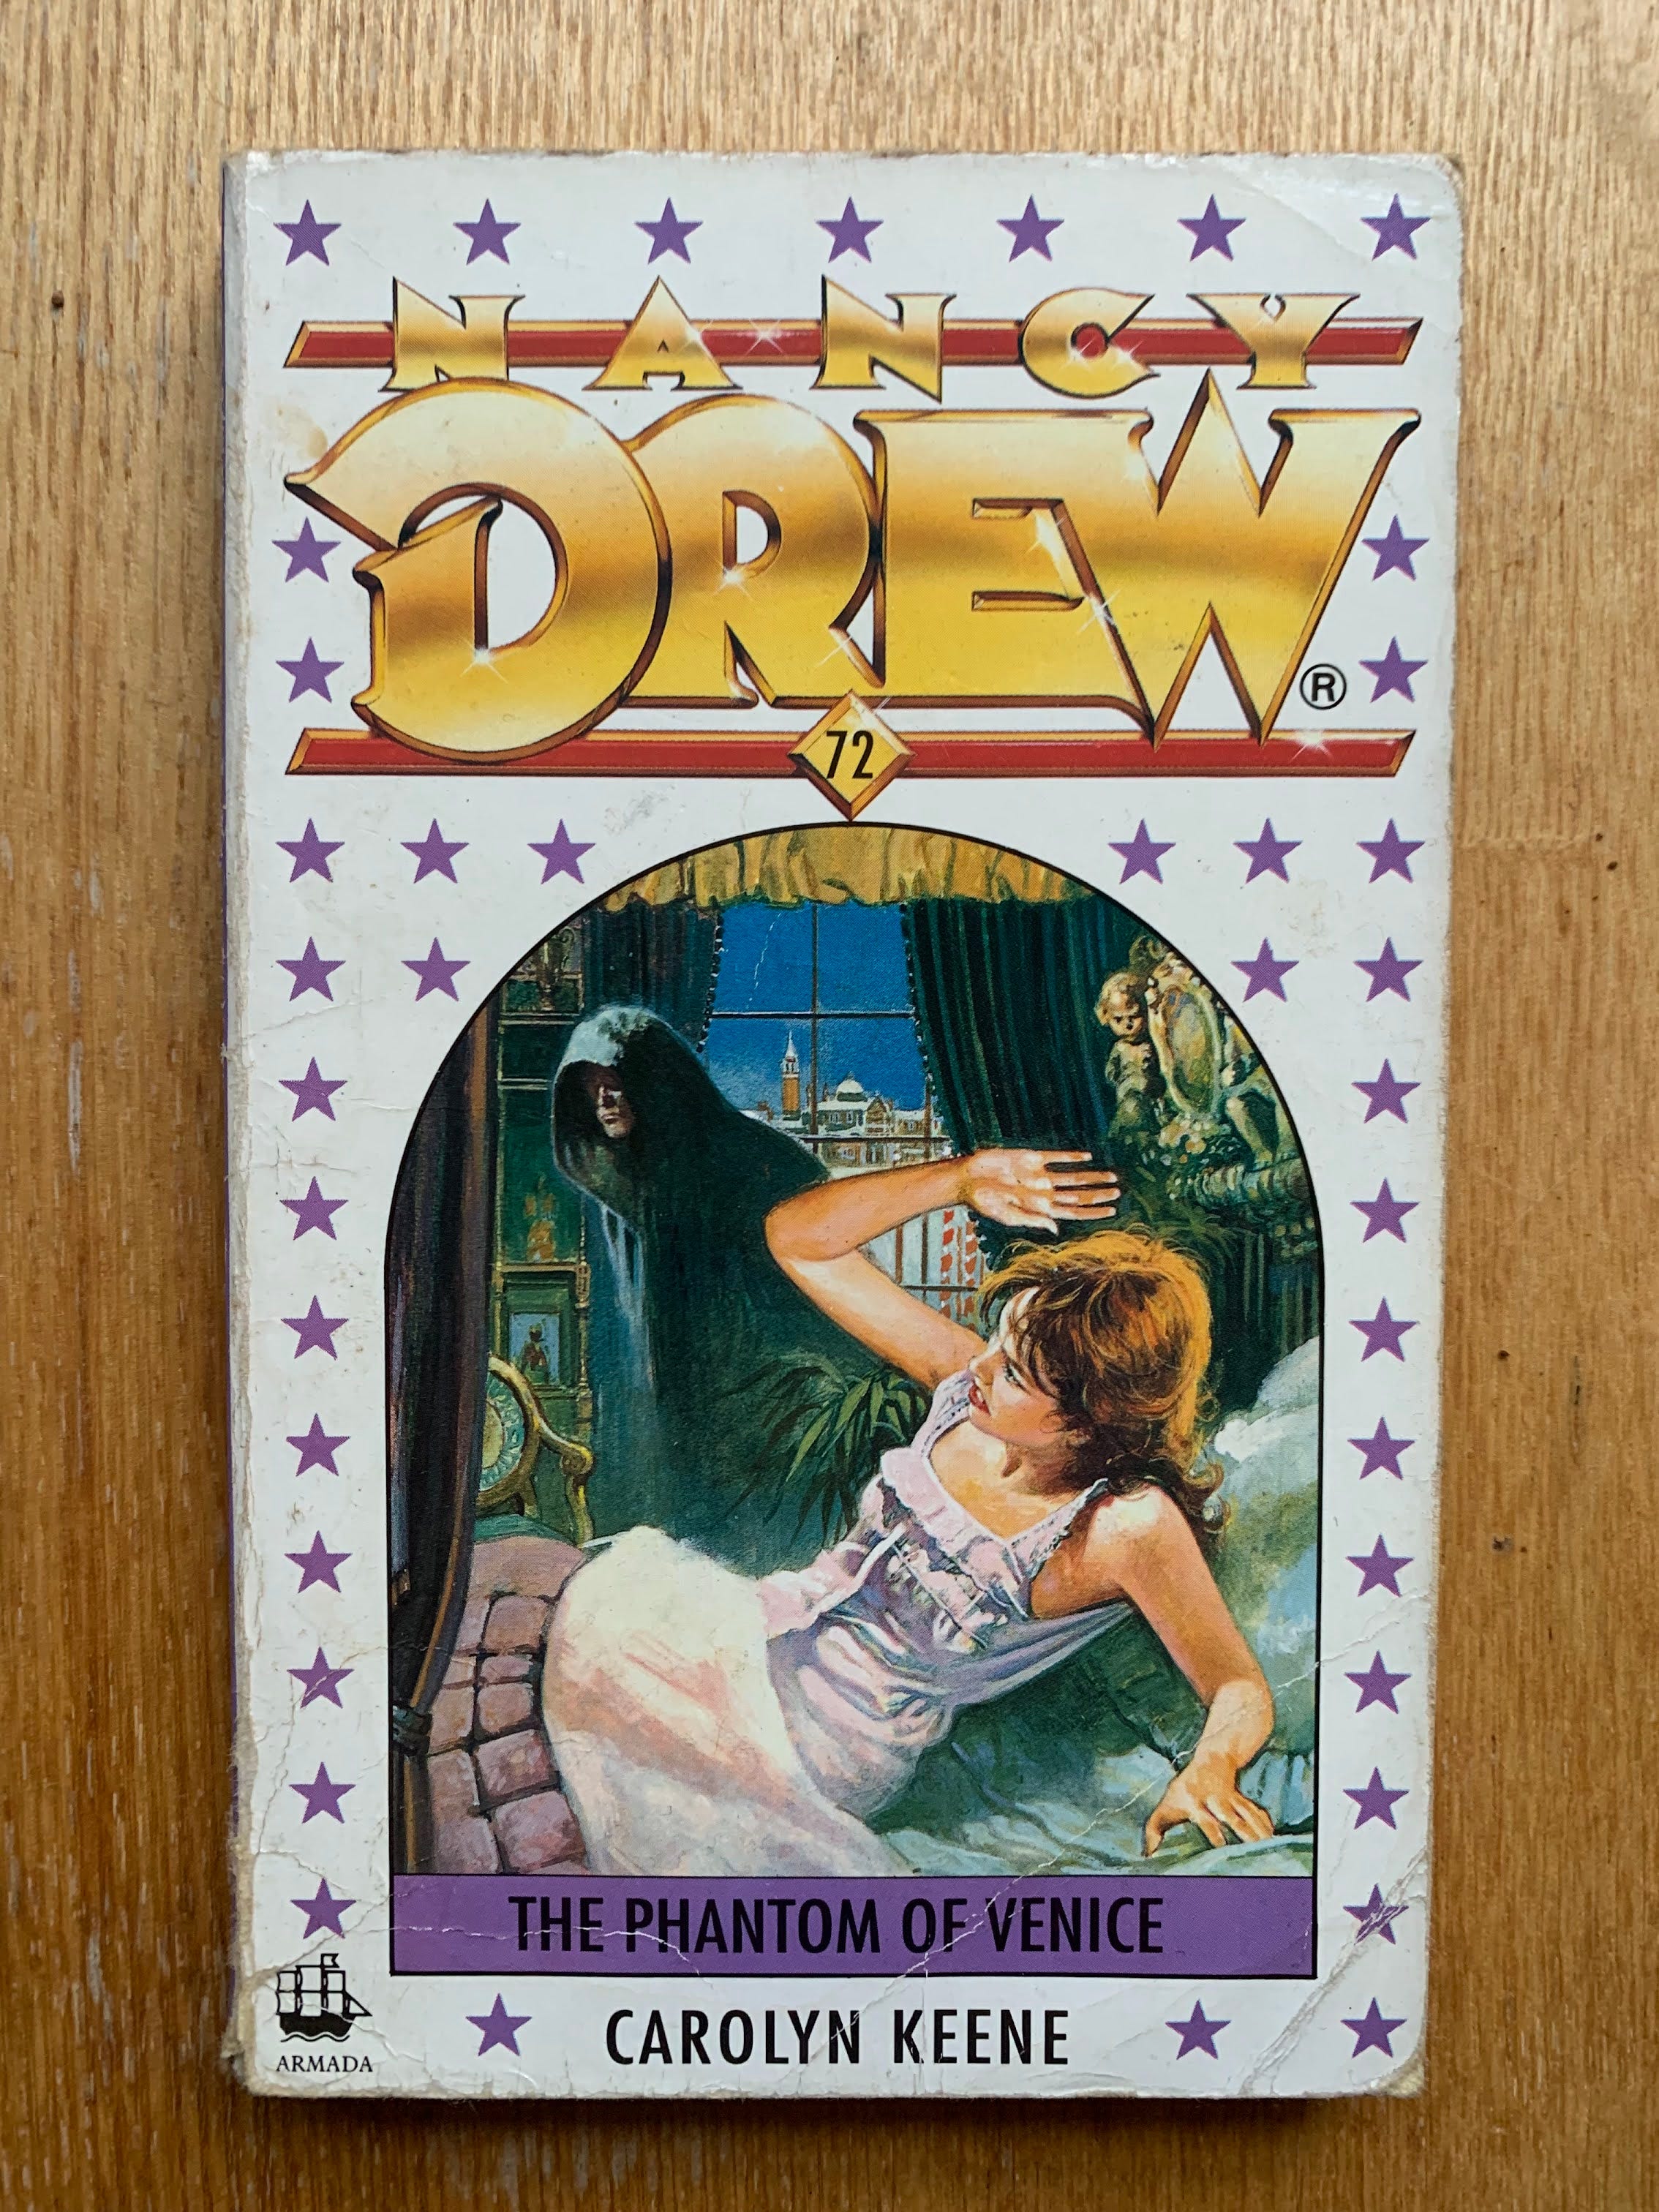 NANCY
DREW®
72
THE PHANTOM OF VENICE
CAROLYN KEENE
ARMADA